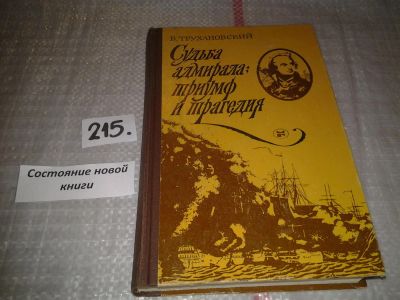 В. ТРУХАНОВСКИЙ
Судьба
адмирала:
триумф
и трагедия
215.
Состояние новой
книги